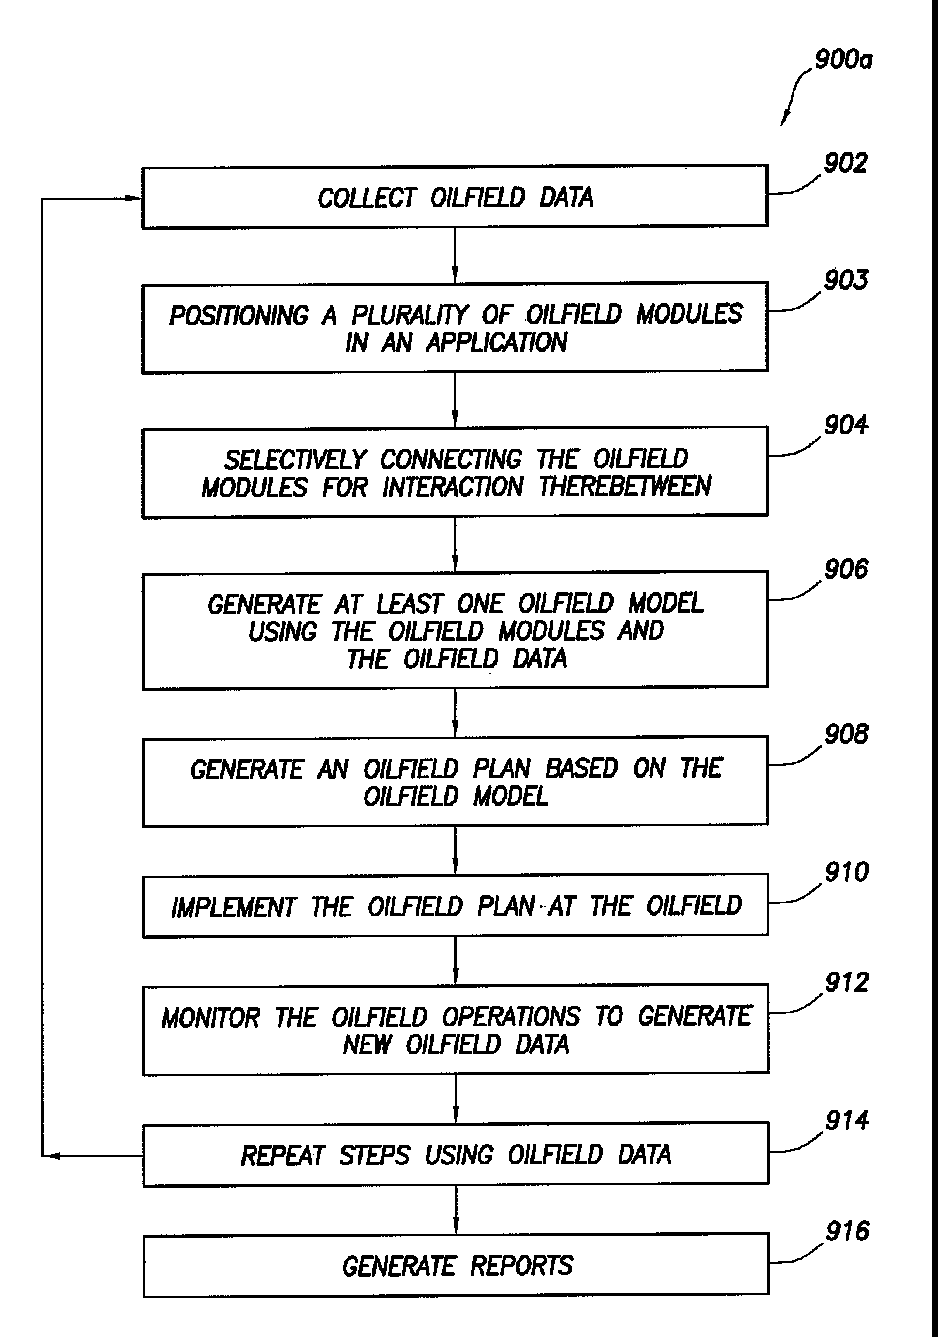 900a
902
COLLECT OILFIELD DATA
903
POSITIONING A PLURALITY OF OILFIELD MODULES
IN AN APPLICATION
904
SELECTIVELY CONNECTING THE OILFIELD
MODULES FOR INTERACTION THEREBETWEEN
906
GENERATE AT LEAST ONE OILFIELD MODEL
USING THE OILFIELD MODULES AND
THE OILFIELD DATA
908
GENERATE AN OILFIELD PLAN BASED ON THE
OILFIELD MODEL
910
IMPLEMENT THE OILFIELD PLAN AT THE OILFIELD
912
MONITOR THE OILFIELD OPERATIONS TO GENERATE
NEW OILFIELD DATA
914
REPEAT STEPS USING OILFIELD DATA
916
GENERATE REPORTS